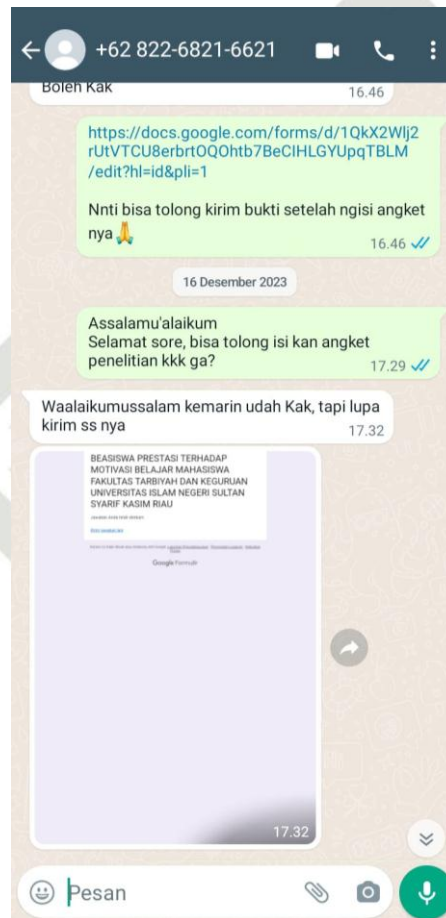 +62 822-6821-6621
Boleh Kak
16.46
https://docs.google.com/forms/d/1QkX2Wlj2
rUtVTCU8erbrtOQOhtb7BeCIHLGYUpqTBLM
/edit?hl=id&pli=1
Nnti bisa tolong kirim bukti setelah ngisi angket
nya🙏
16.46
16 Desember 2023
Assalamu'alaikum
Selamat sore, bisa tolong isi kan angket
penelitian kkk ga?
17.29
Waalaikumussalam kemarin udah Kak, tapi lupa
kirim ss nya
17.32
BEASISWA PRESTASI TERHADAP
MOTIVASI BELAJAR MAHASISWA
FAKULTAS TARBIYAH DAN KEGURUAN
UNIVERSITAS ISLAM NEGERI SULTAN
SYARIF KASIM RIAU
Google Formulir
17.32
Pesan